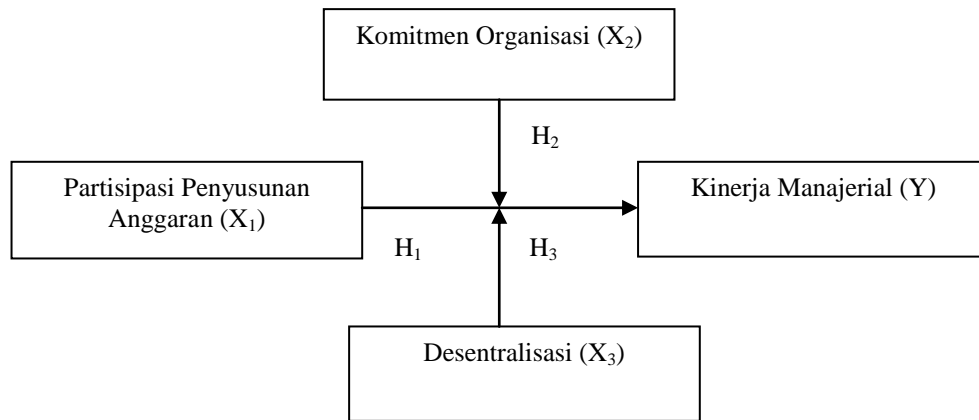 Komitmen Organisasi (X₂)
H₂
Partisipasi Penyusunan
Anggaran (X₁)
Kinerja Manajerial (Y)
H₁
H₃
Desentralisasi (X₃)